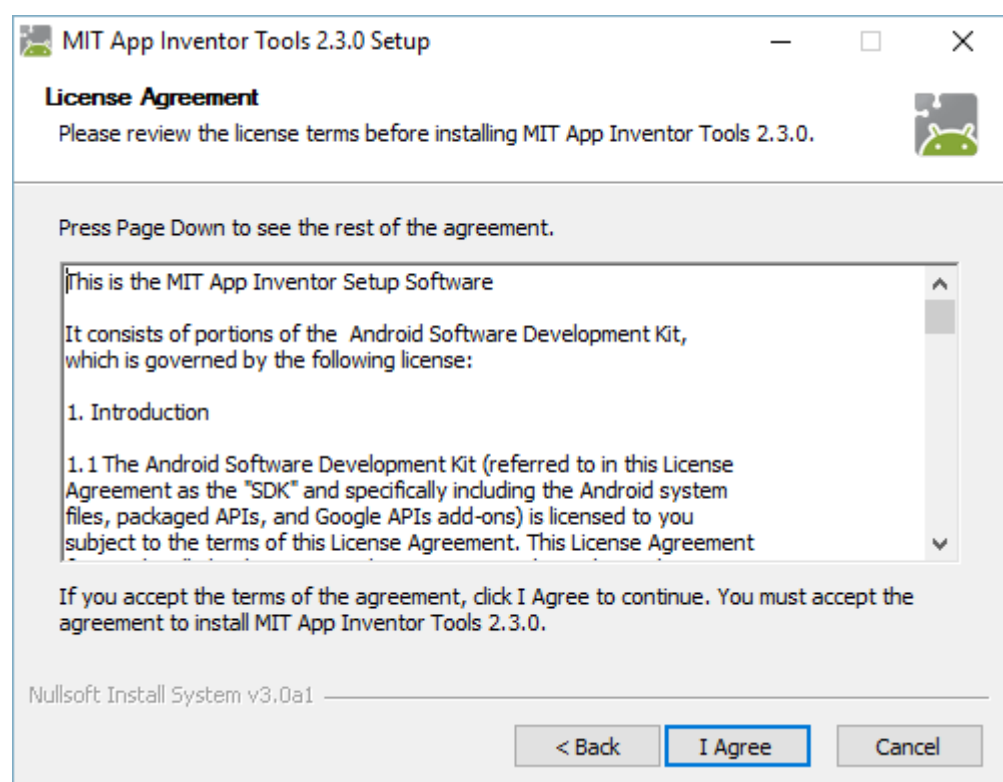 MIT App Inventor Tools 2.3.0 Setup
License Agreement
Please review the license terms before installing MIT App Inventor Tools 2.3.0.
Press Page Down to see the rest of the agreement.
This is the MIT App Inventor Setup Software
It consists of portions of the  Android Software Development Kit,
which is governed by the following license:
1. Introduction
1.1 The Android Software Development Kit (referred to in this License
Agreement as the "SDK" and specifically including the Android system
files, packaged APIs, and Google APIs add-ons) is licensed to you
subject to the terms of this License Agreement. This License Agreement
If you accept the terms of the agreement, click I Agree to continue. You must accept the
agreement to install MIT App Inventor Tools 2.3.0.
Nullsoft Install System v3.0a1
< Back
I Agree
Cancel